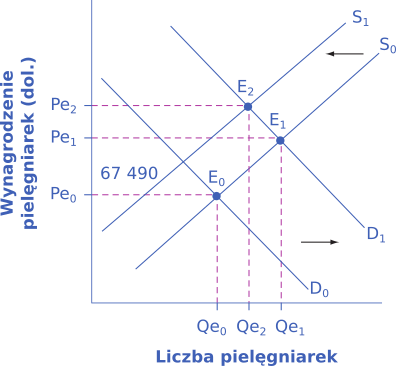 S₁
S₀
E₂
Pe₂
E₁
Pe₁
67 490
E₀
Pe₀
D₁
D₀
Qe₀ Qe₂ Qe₁
Wynagrodzenie
pielęgniarek (dol.)
Liczba pielęgniarek